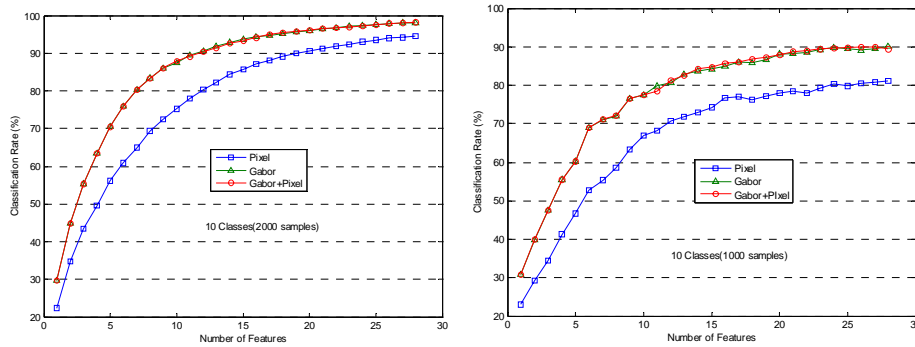 100
90
80
70
60
50
40
30
20
0
5
10
15
20
25
30
Classification Rate (%)
Number of Features
Pixel
Gabor
Gabor+Pixel
10 Classes(2000 samples)
100
90
80
70
60
50
40
30
20
0
5
10
15
20
25
30
Classification Rate (%)
Number of Features
Pixel
Gabor
Gabor+PIxel
10 Classes(1000 samples)